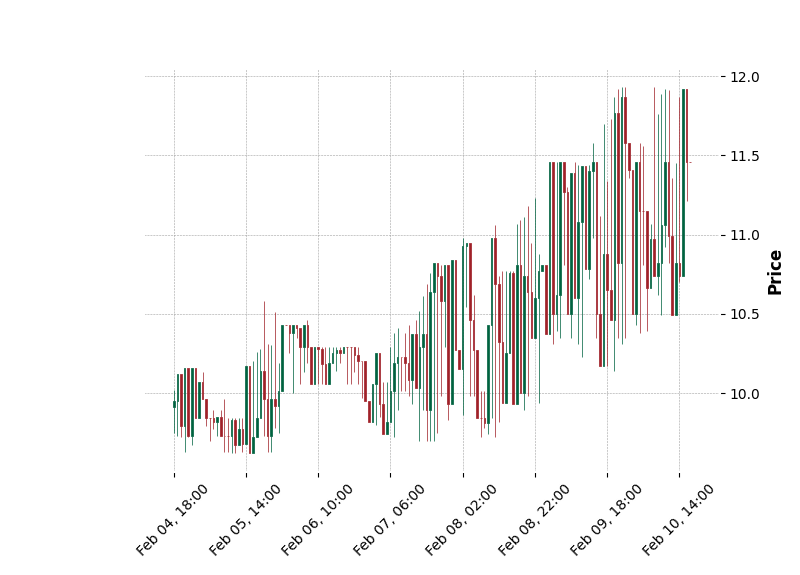 12.0
11.5
11.0
10.5
10.0
Price
Feb 04, 18:00
Feb 05, 14:00
Feb 06, 10:00
Feb 07, 06:00
Feb 08, 02:00
Feb 08, 22:00
Feb 09, 18:00
Feb 10, 14:00